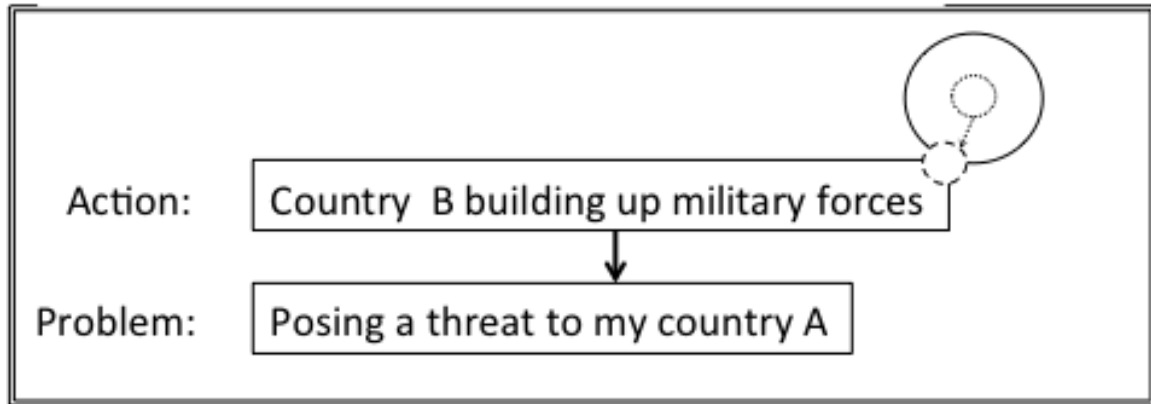 Action: Country B building up military forces
Problem: Posing a threat to my country A